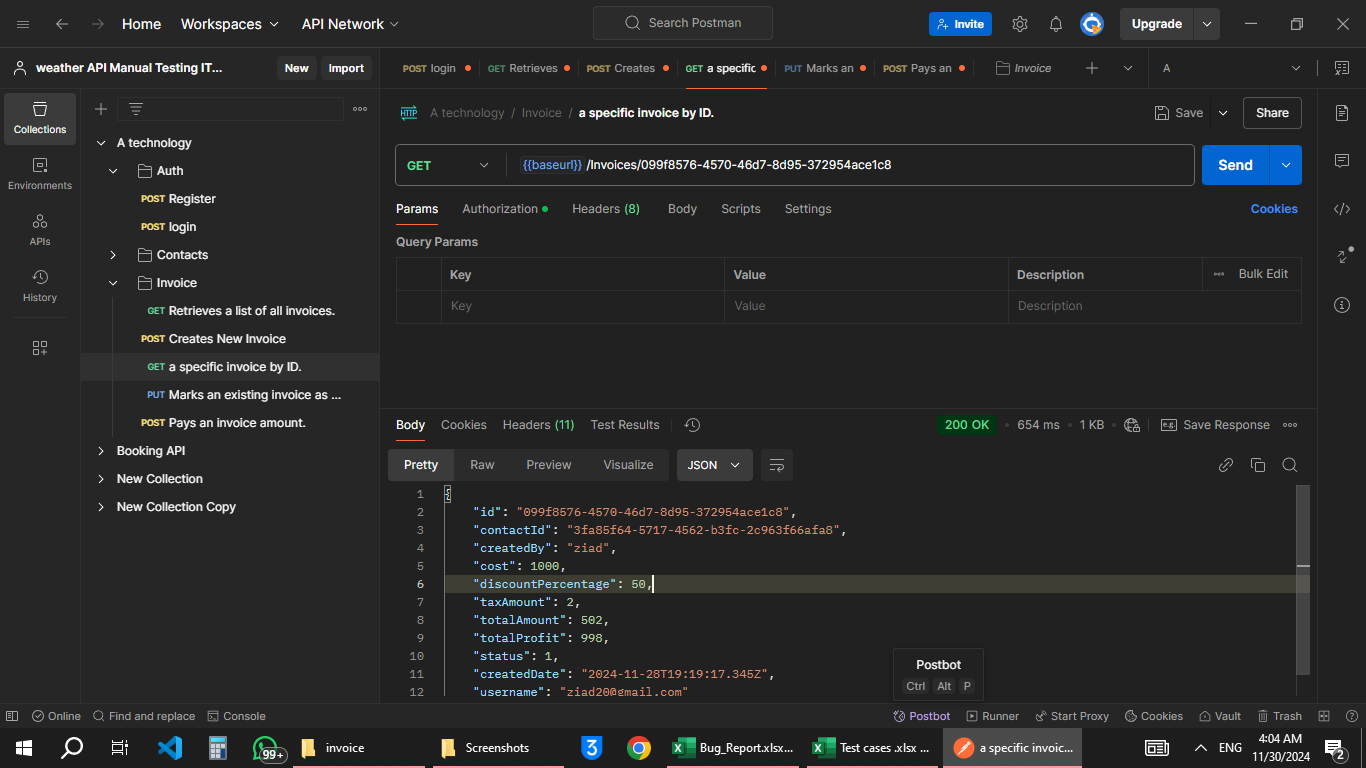 Home Workspaces API Network Search Postman Invite Upgrade
weather API Manual Testing IT... New Import POST login GET Retrieves POST Creates GET a specific PUT Marks an POST Pays an Invoice A
Collections
Environments
APIs
History
A technology
Auth
POST Register
POST login
Contacts
Invoice
GET Retrieves a list of all invoices.
POST Creates New Invoice
GET a specific invoice by ID.
PUT Marks an existing invoice as ...
POST Pays an invoice amount.
Booking API
New Collection
New Collection Copy
HTTP A technology / Invoice / a specific invoice by ID. Save Share
GET {{baseurl}} /Invoices/099f8576-4570-46d7-8d95-372954ace1c8 Send
Params Authorization Headers (8) Body Scripts Settings Cookies
Query Params
Key Value Description Bulk Edit
Key Value Description
Body Cookies Headers (11) Test Results 200 OK 654 ms 1 KB e.g. Save Response
Pretty Raw Preview Visualize JSON
1 {
2 "id": "099f8576-4570-46d7-8d95-372954ace1c8",
3 "contactId": "3fa85f64-5717-4562-b3fc-2c963f66afa8",
4 "createdBy": "ziad",
5 "cost": 1000,
6 "discountPercentage": 50,
7 "taxAmount": 2,
8 "totalAmount": 502,
9 "totalProfit": 998,
10 "status": 1,
11 "createdDate": "2024-11-28T19:19:17.345Z",
12 "username": "ziad20@gmail.com"
Postbot
Ctrl Alt P
Online Find and replace Console Postbot Runner Start Proxy Cookies Vault Trash
99+ invoice Screenshots Bug_Report.xlsx... Test cases .xlsx ... a specific invoic... ENG 4:04 AM
11/30/2024 2